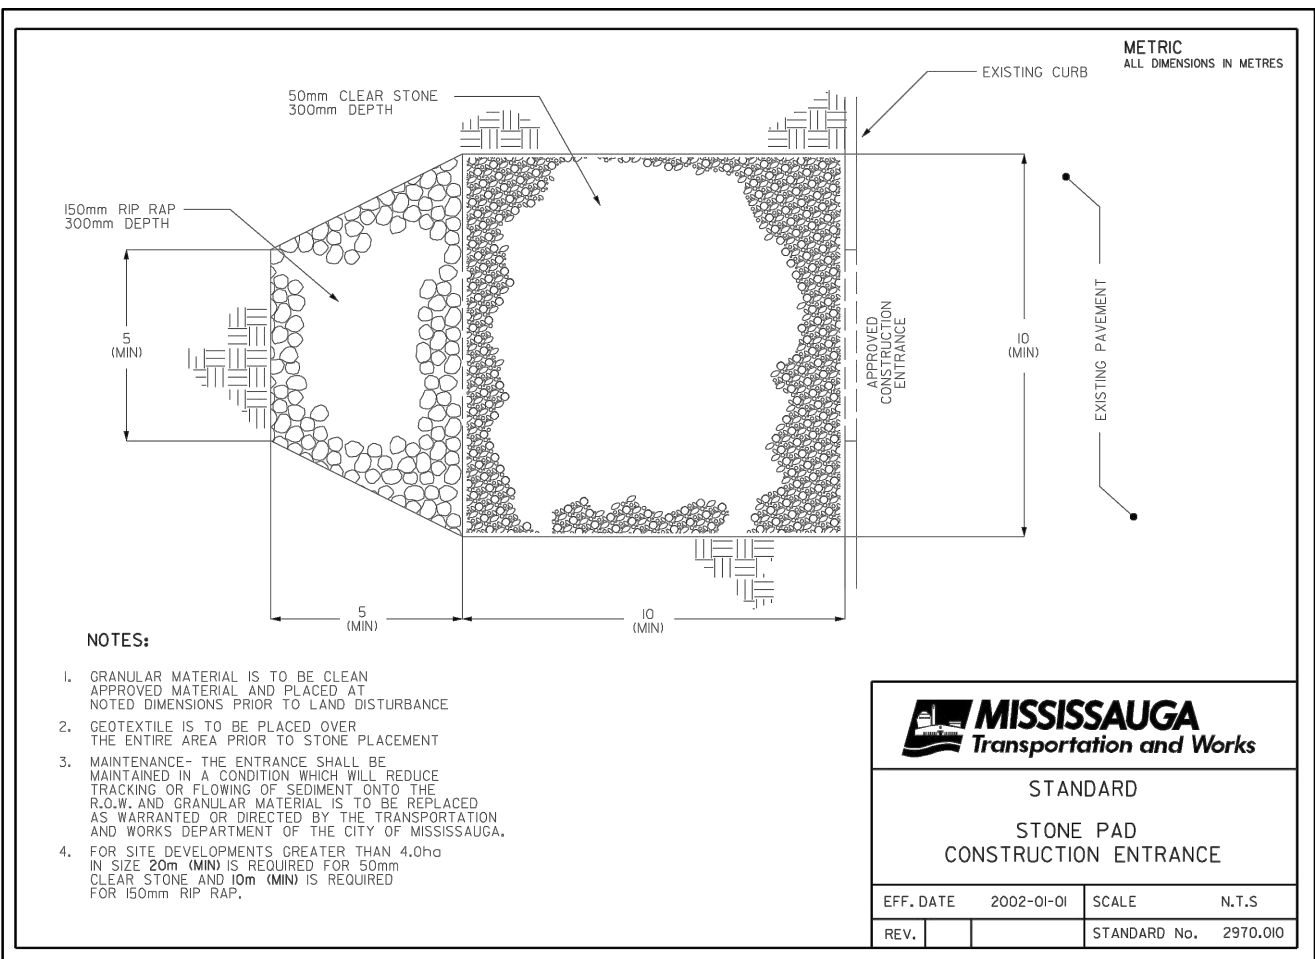 METRIC
ALL DIMENSIONS IN METRES
EXISTING CURB
50mm CLEAR STONE
300mm DEPTH
150mm RIP RAP
300mm DEPTH
5
(MIN)
APPROVED
CONSTRUCTION
ENTRANCE
10
(MIN)
EXISTING PAVEMENT
5
(MIN)
10
(MIN)
NOTES:
1. GRANULAR MATERIAL IS TO BE CLEAN
APPROVED MATERIAL AND PLACED AT
NOTED DIMENSIONS PRIOR TO LAND DISTURBANCE
2. GEOTEXTILE IS TO BE PLACED OVER
THE ENTIRE AREA PRIOR TO STONE PLACEMENT
3. MAINTENANCE- THE ENTRANCE SHALL BE
MAINTAINED IN A CONDITION WHICH WILL REDUCE
TRACKING OR FLOWING OF SEDIMENT ONTO THE
R.O.W. AND GRANULAR MATERIAL IS TO BE REPLACED
AS WARRANTED OR DIRECTED BY THE TRANSPORTATION
AND WORKS DEPARTMENT OF THE CITY OF MISSISSAUGA.
4. FOR SITE DEVELOPMENTS GREATER THAN 4.0ha
IN SIZE 20m (MIN) IS REQUIRED FOR 50mm
CLEAR STONE AND 10m (MIN) IS REQUIRED
FOR 150mm RIP RAP.
MISSISSAUGA
Transportation and Works
STANDARD
STONE PAD
CONSTRUCTION ENTRANCE
EFF. DATE 2002-01-01 SCALE N.T.S
REV. STANDARD No. 2970.010